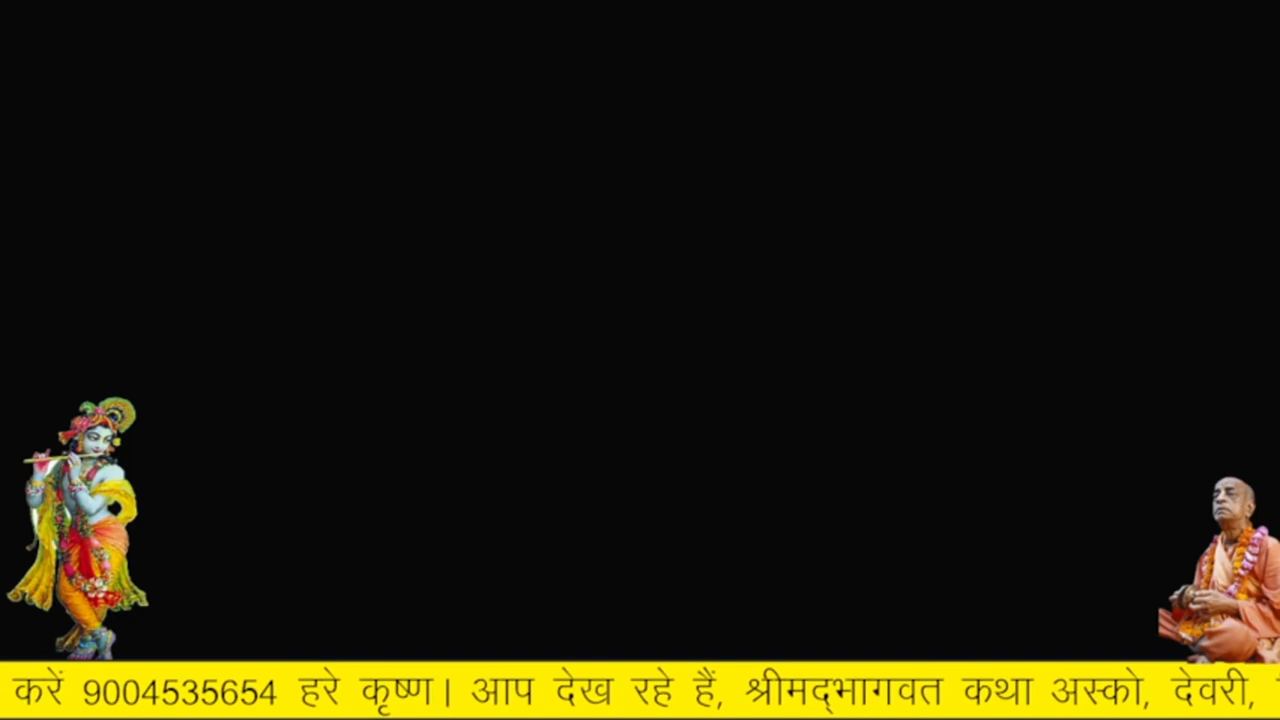 करें 9004535654 हरे कृष्ण। आप देख रहे हैं, श्रीमद्भागवत कथा अस्को, देवरी,